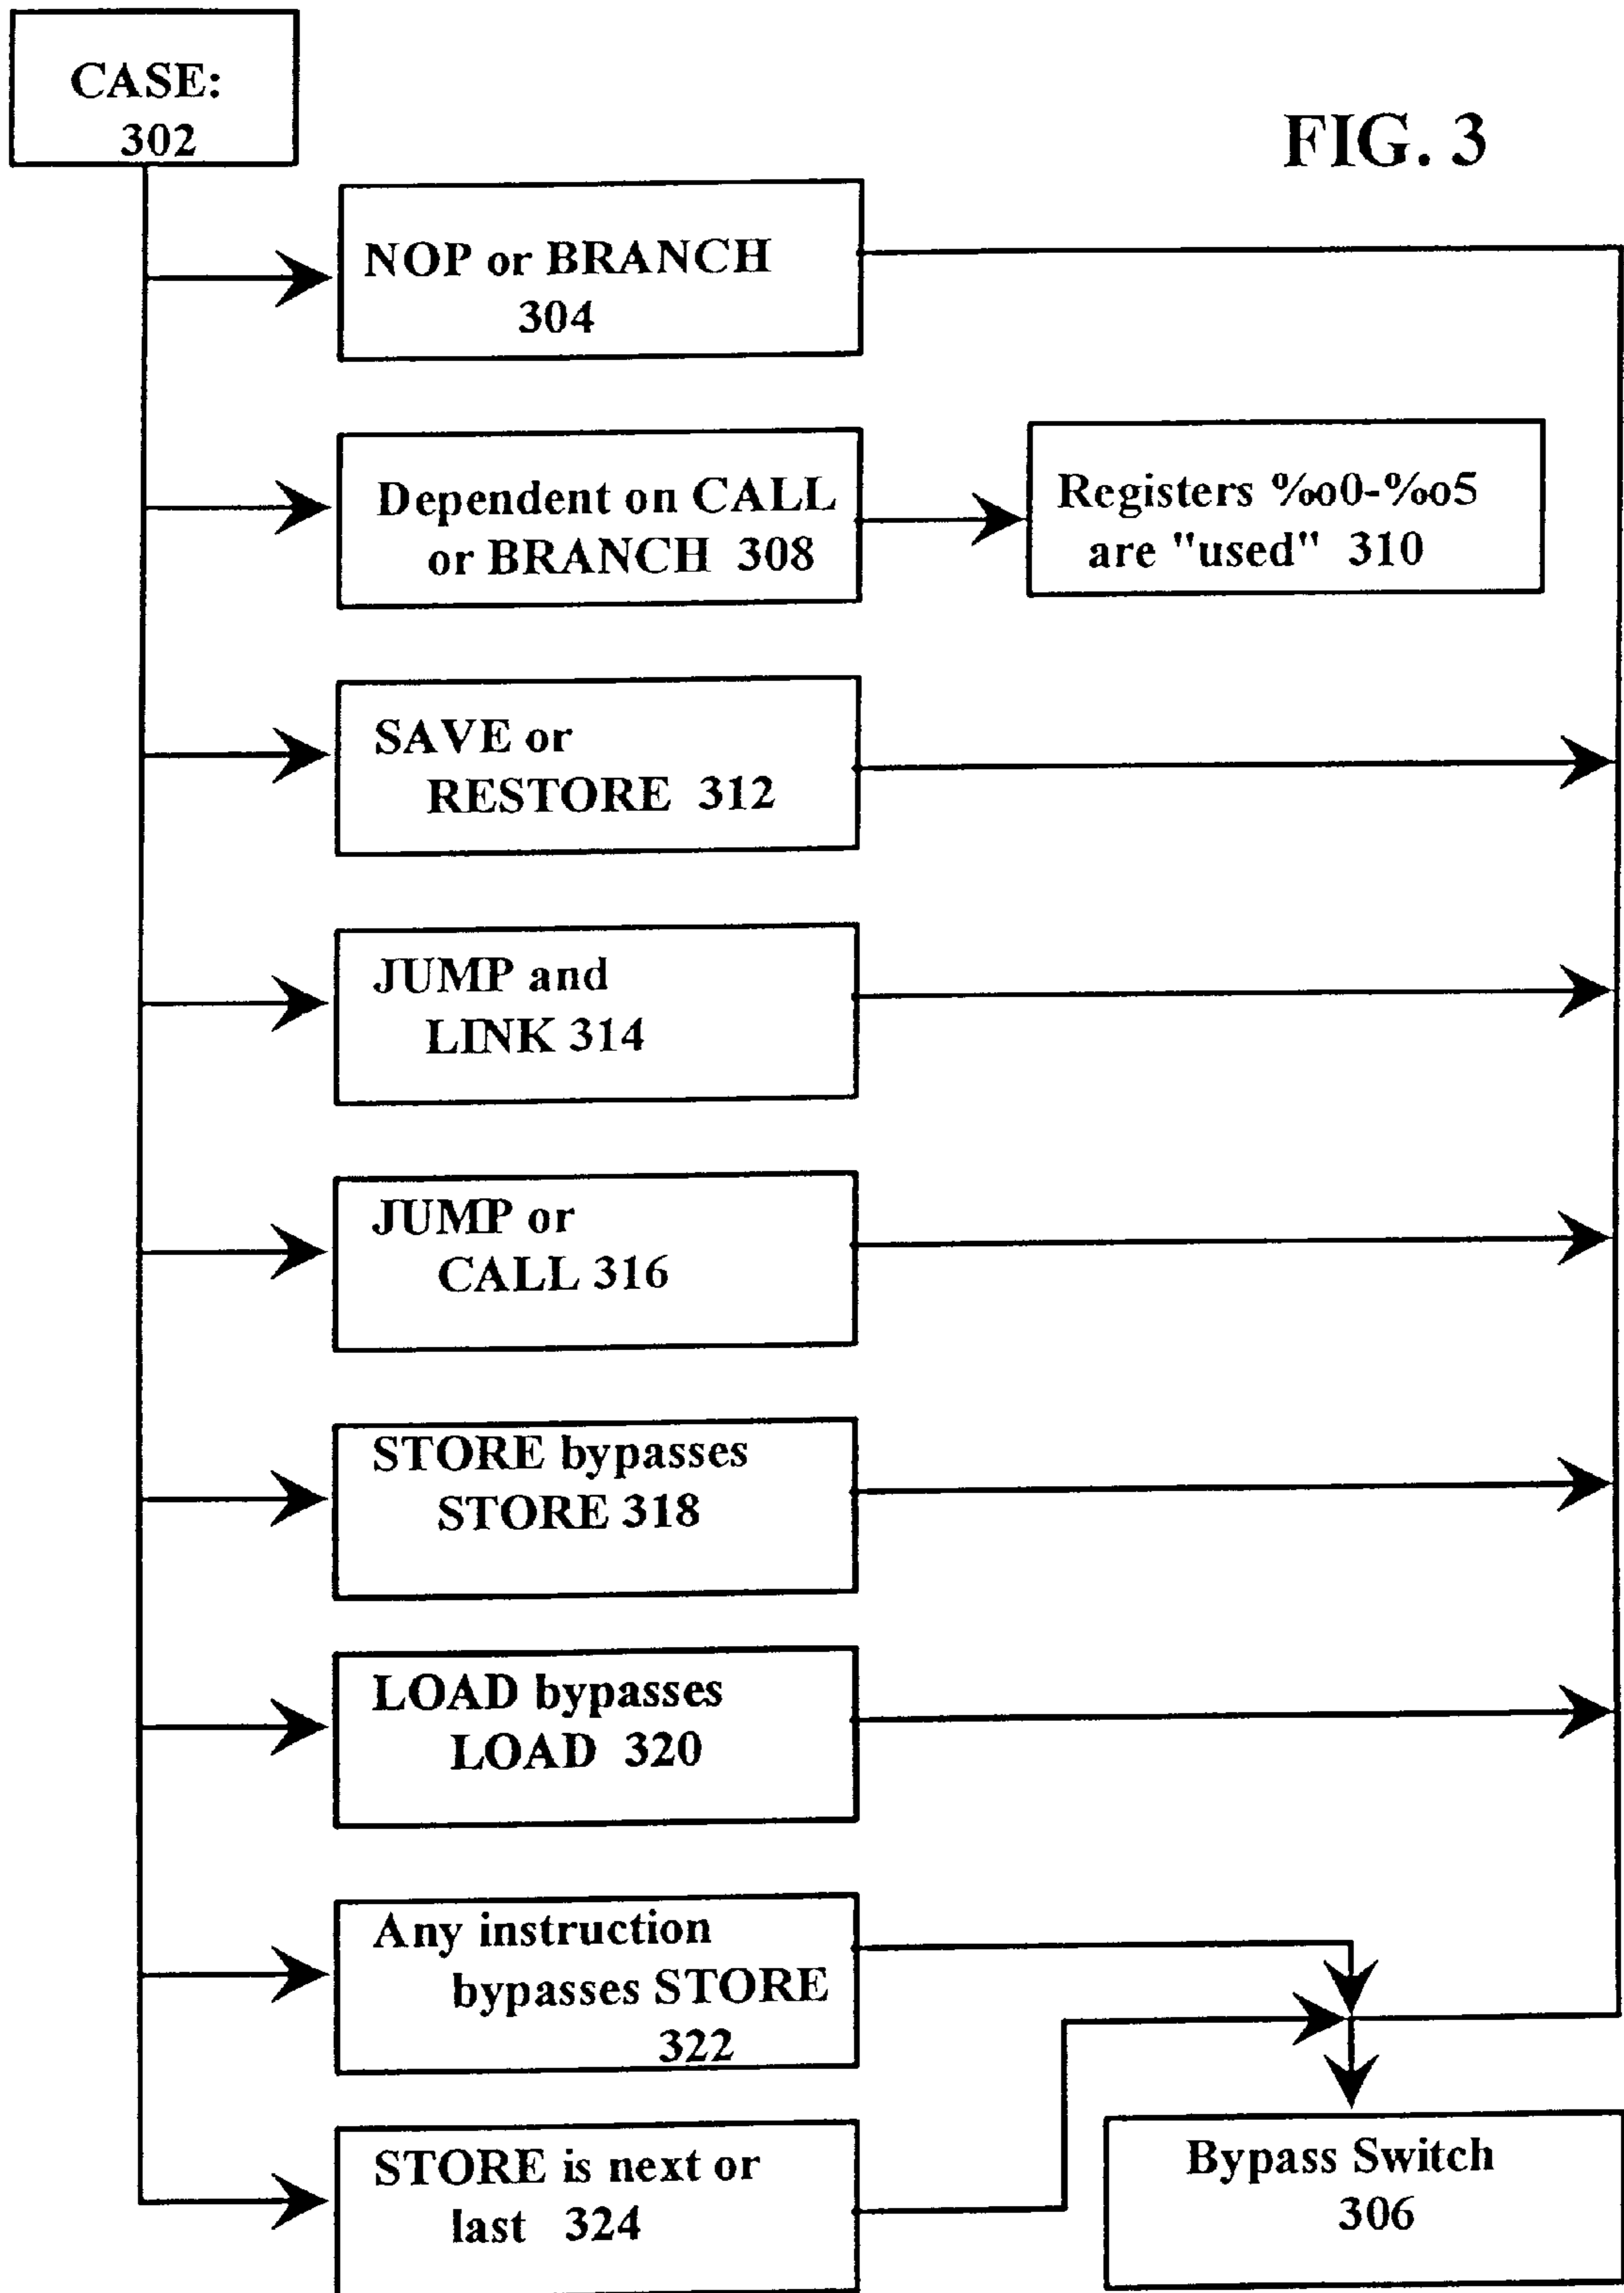 CASE:
302
FIG. 3
NOP or BRANCH
304
Dependent on CALL
or BRANCH 308
Registers %o0-%o5
are "used" 310
SAVE or
RESTORE 312
JUMP and
LINK 314
JUMP or
CALL 316
STORE bypasses
STORE 318
LOAD bypasses
LOAD 320
Any instruction
bypasses STORE
322
STORE is next or
last 324
Bypass Switch
306